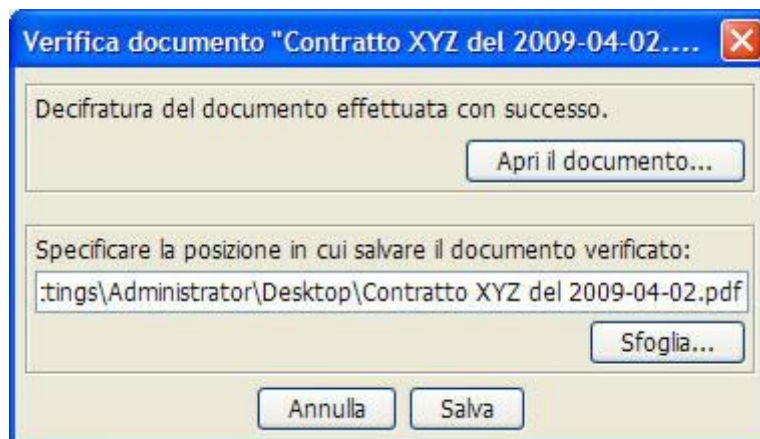 Verifica documento "Contratto XYZ del 2009-04-02....
Decifratura del documento effettuata con successo.
Apri il documento...
Specificare la posizione in cui salvare il documento verificato:
:tings\Administrator\Desktop\Contratto XYZ del 2009-04-02.pdf
Sfoglia...
Annulla Salva